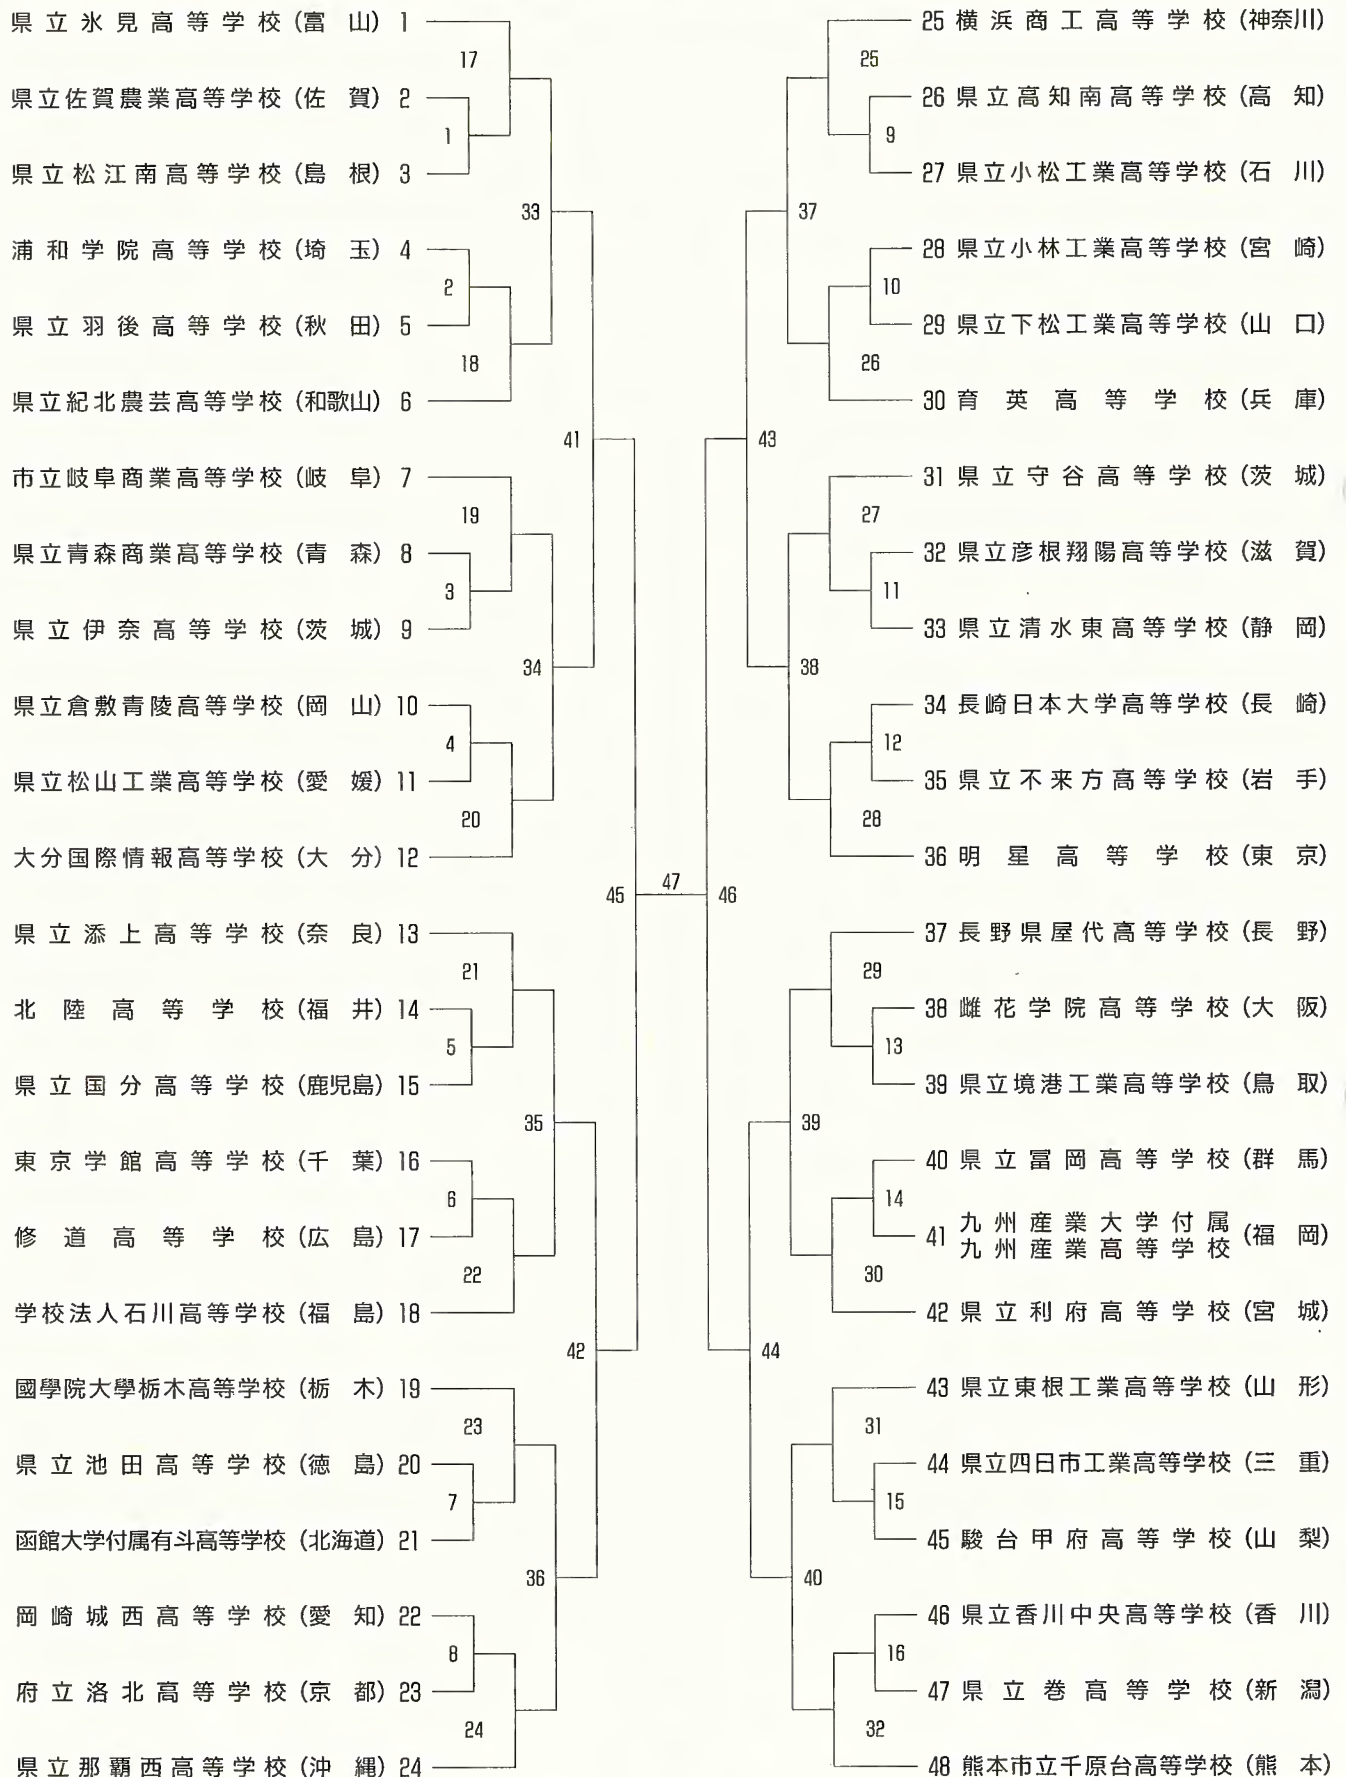 県立氷見高等学校 (富山) 1
17
県立佐賀農業高等学校 (佐賀) 2
1
県立松江南高等学校 (島根) 3
33
浦和学院高等学校 (埼玉) 4
2
県立羽後高等学校 (秋田) 5
18
県立紀北農芸高等学校 (和歌山) 6
41
市立岐阜商業高等学校 (岐阜) 7
19
県立青森商業高等学校 (青森) 8
3
県立伊奈高等学校 (茨城) 9
34
県立倉敷青陵高等学校 (岡山) 10
4
県立松山工業高等学校 (愛媛) 11
20
大分国際情報高等学校 (大分) 12
45
47
県立添上高等学校 (奈良) 13
21
北陸高等学校 (福井) 14
5
県立国分高等学校 (鹿児島) 15
35
東京学館高等学校 (千葉) 16
6
修道高等学校 (広島) 17
22
学校法人石川高等学校 (福島) 18
42
國學院大學栃木高等学校 (栃木) 19
23
県立池田高等学校 (徳島) 20
7
函館大学付属有斗高等学校 (北海道) 21
36
岡崎城西高等学校 (愛知) 22
8
府立洛北高等学校 (京都) 23
24
県立那覇西高等学校 (沖縄) 24
25 横浜商工高等学校 (神奈川)
25
26 県立高知南高等学校 (高知)
9
27 県立小松工業高等学校 (石川)
37
28 県立小林工業高等学校 (宮崎)
10
29 県立下松工業高等学校 (山口)
26
30 育英高等学校 (兵庫)
43
31 県立守谷高等学校 (茨城)
27
32 県立彦根翔陽高等学校 (滋賀)
11
33 県立清水東高等学校 (静岡)
38
34 長崎日本大学高等学校 (長崎)
12
35 県立不来方高等学校 (岩手)
28
36 明星高等学校 (東京)
46
37 長野県屋代高等学校 (長野)
29
38 雌花学院高等学校 (大阪)
13
39 県立境港工業高等学校 (鳥取)
39
40 県立冨岡高等学校 (群馬)
14
九州産業大学付属
41 九州産業高等学校 (福岡)
30
42 県立利府高等学校 (宮城)
44
43 県立東根工業高等学校 (山形)
31
44 県立四日市工業高等学校 (三重)
15
45 駿台甲府高等学校 (山梨)
40
46 県立香川中央高等学校 (香川)
16
47 県立巻高等学校 (新潟)
32
48 熊本市立千原台高等学校 (熊本)